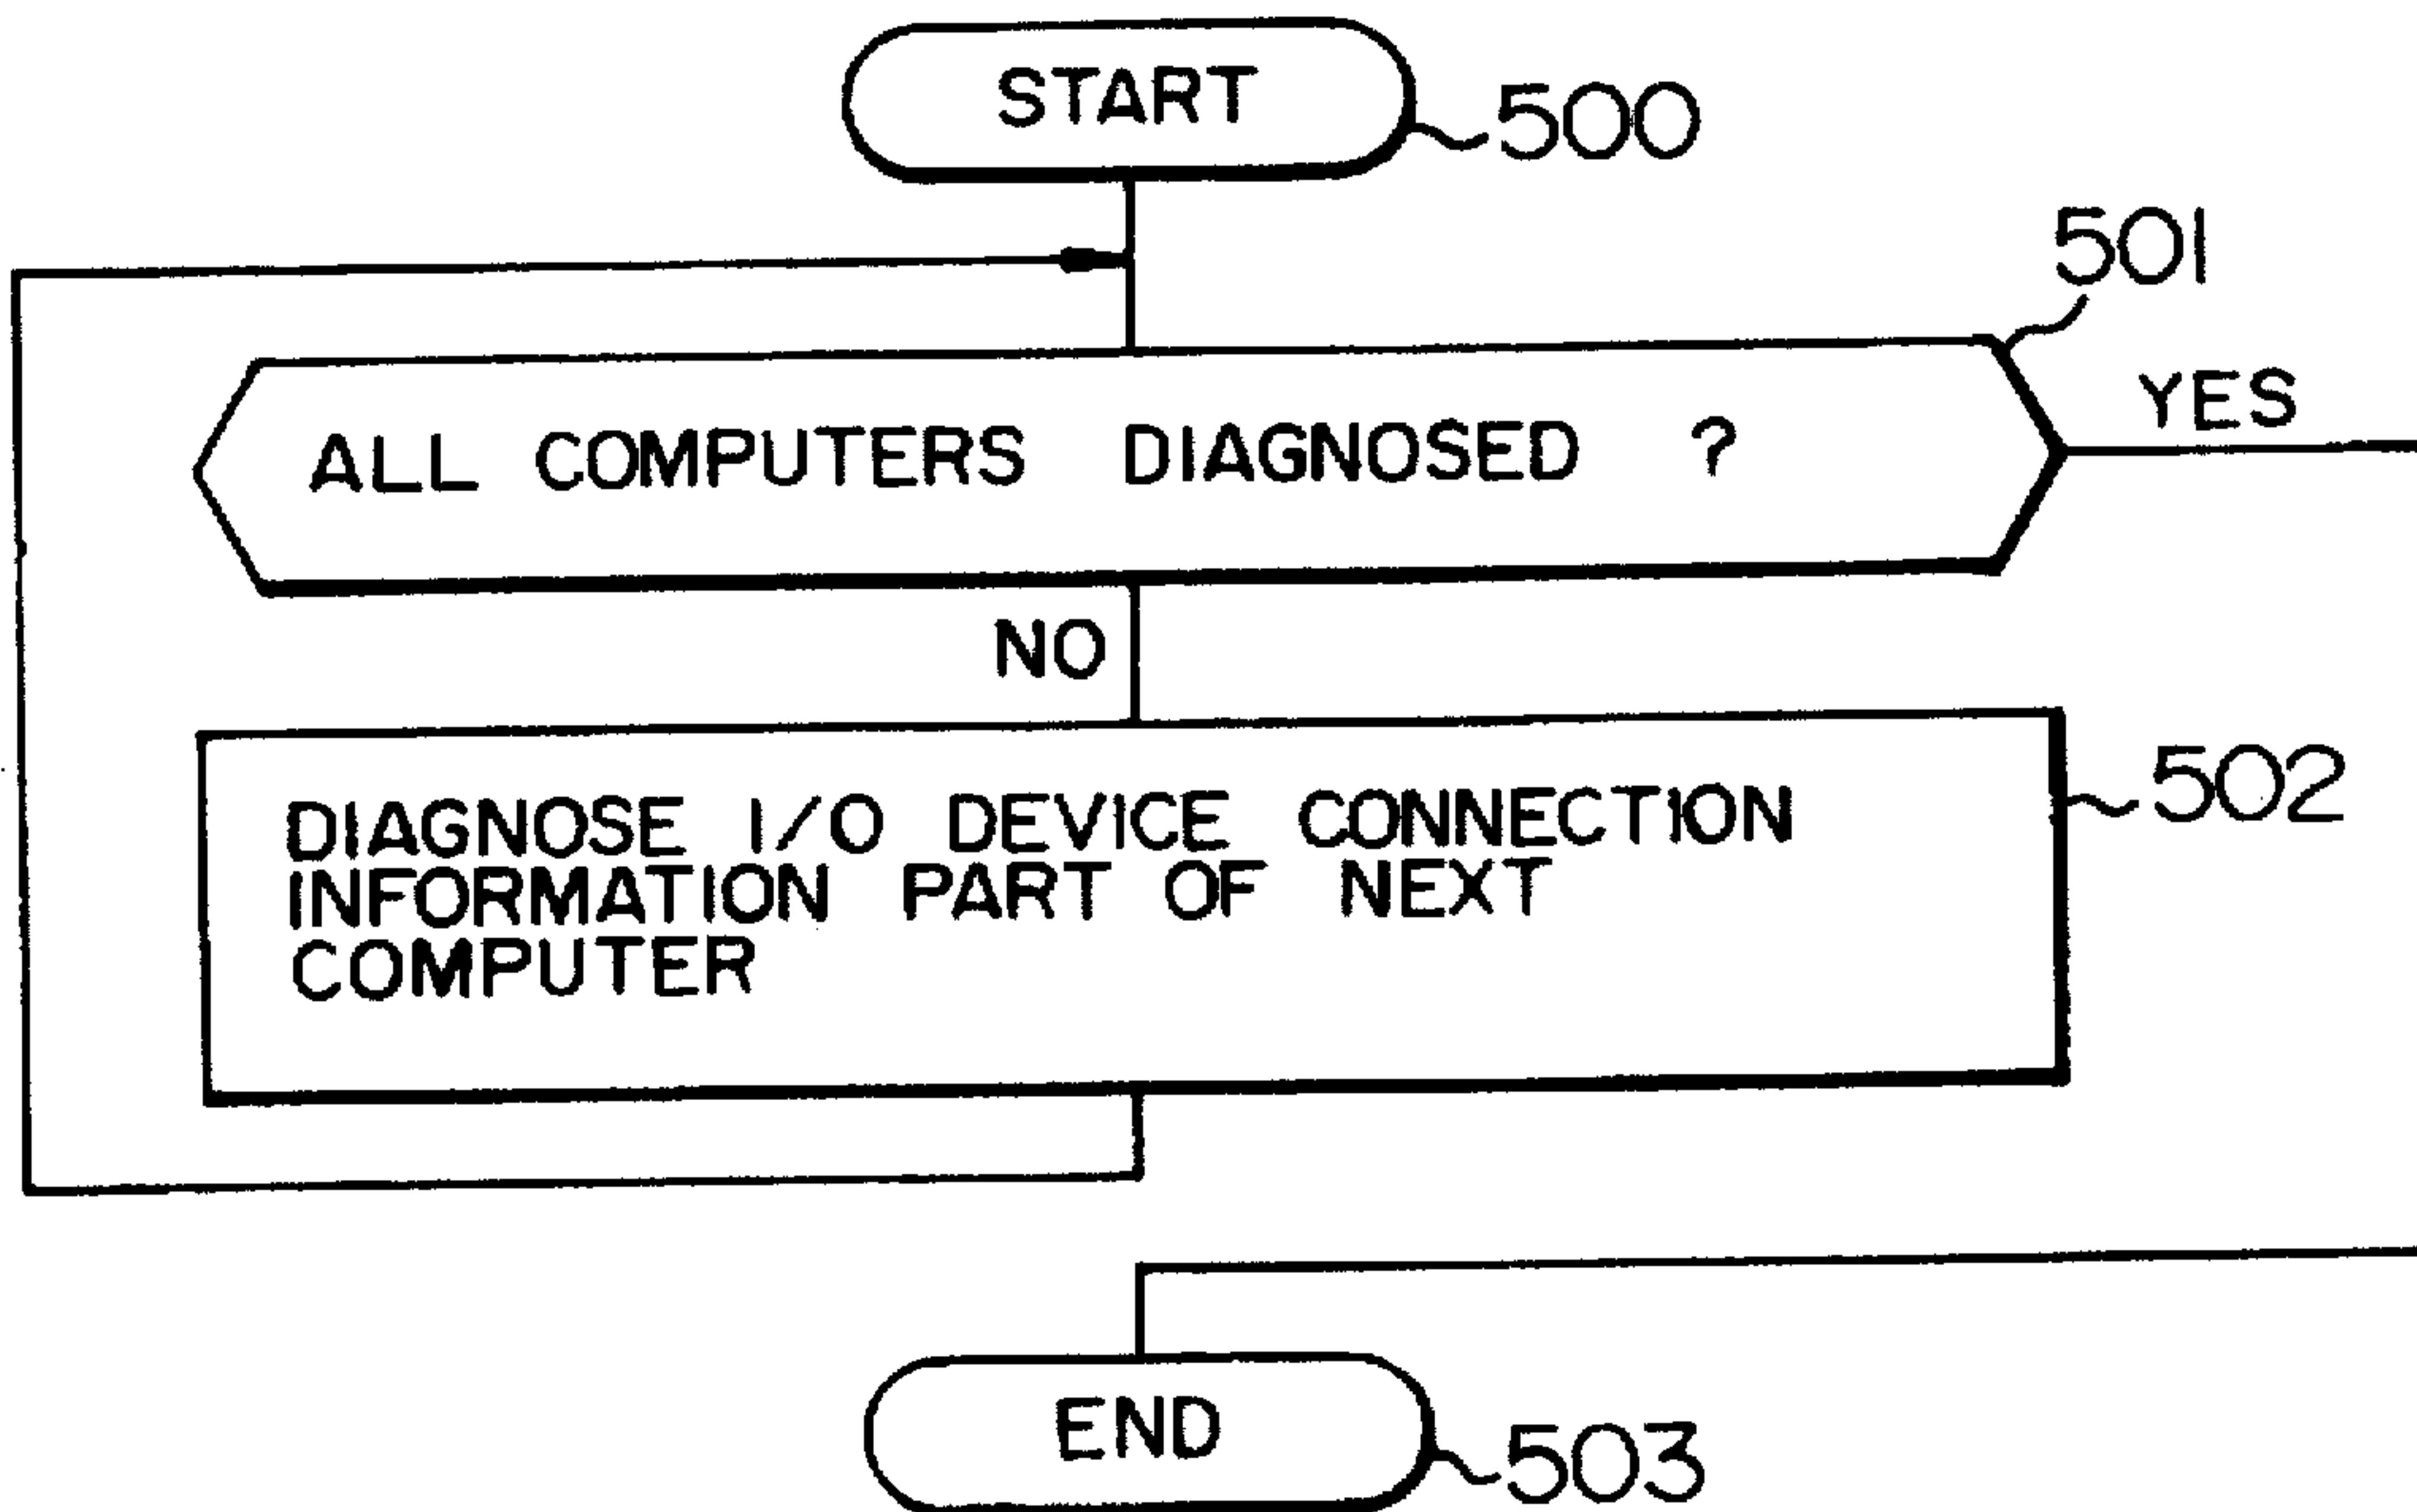 START
500
501
YES
ALL COMPUTERS DIAGNOSED ?
NO
502
DIAGNOSE I/O DEVICE CONNECTION
INFORMATION PART OF NEXT
COMPUTER
END
503